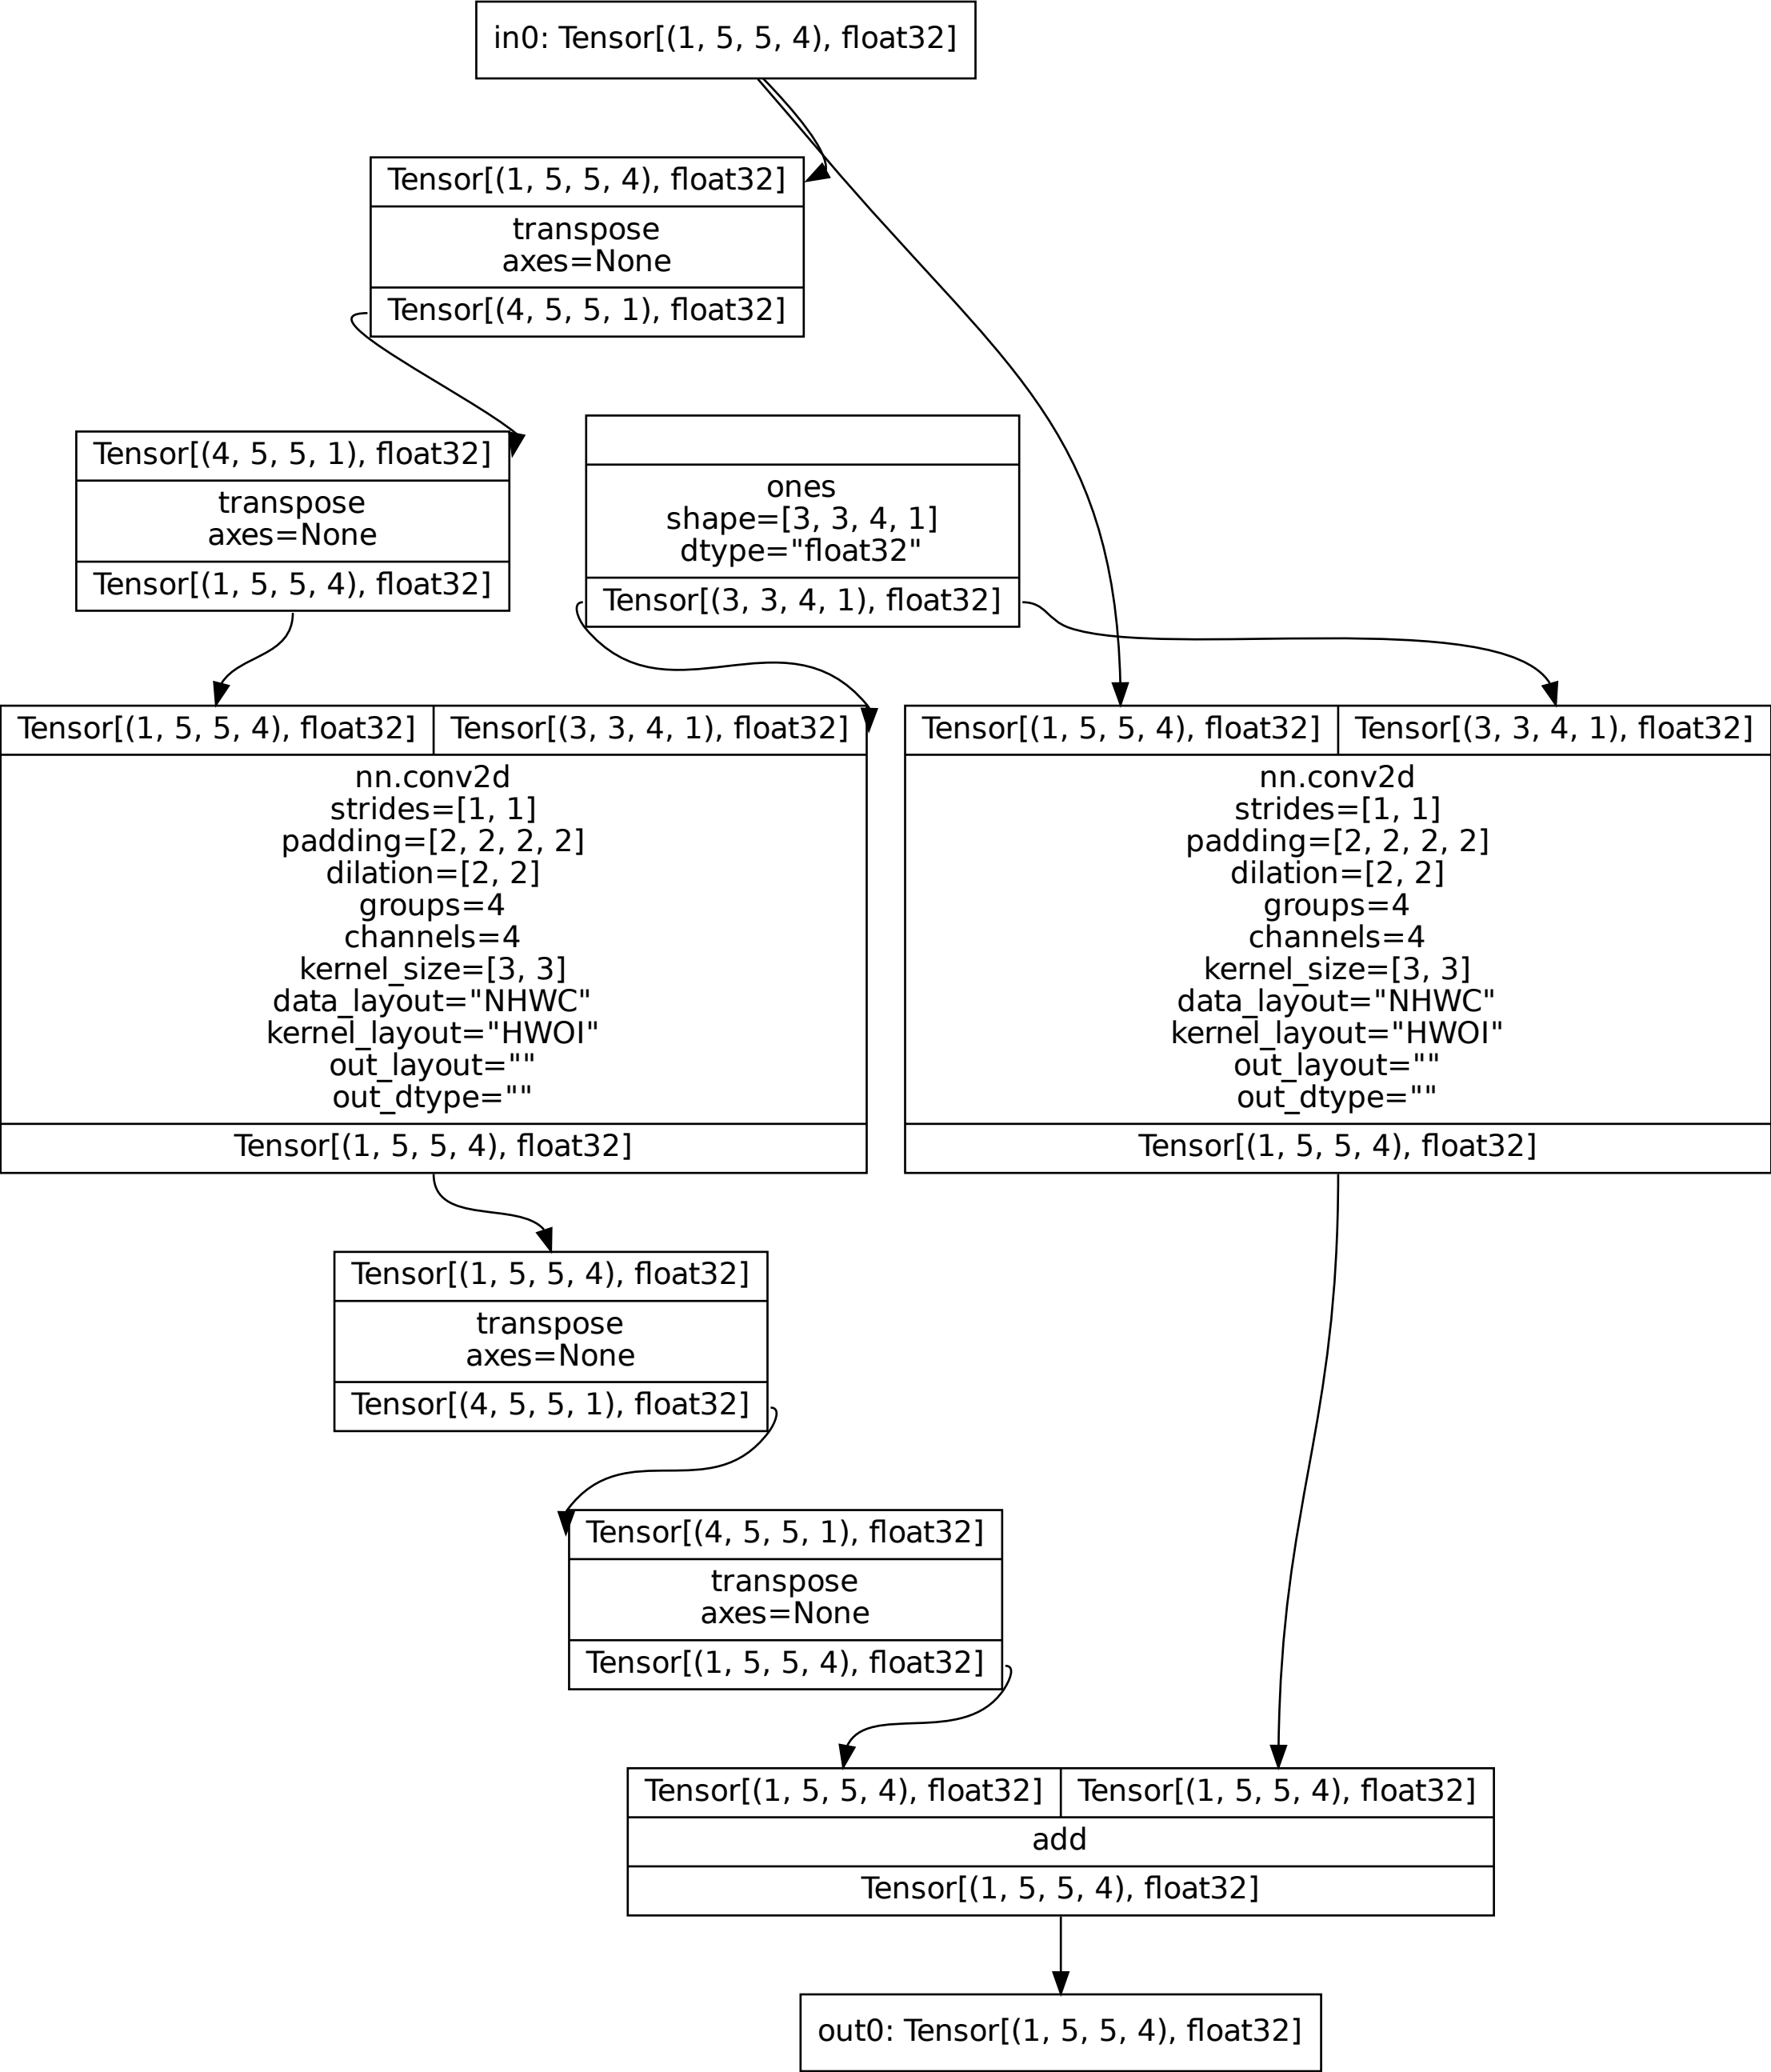 in0: Tensor[(1, 5, 5, 4), float32]
Tensor[(1, 5, 5, 4), float32]
transpose
axes=None
Tensor[(4, 5, 5, 1), float32]
Tensor[(4, 5, 5, 1), float32]
transpose
axes=None
Tensor[(1, 5, 5, 4), float32]
ones
shape=[3, 3, 4, 1]
dtype="float32"
Tensor[(3, 3, 4, 1), float32]
Tensor[(1, 5, 5, 4), float32]
Tensor[(3, 3, 4, 1), float32]
nn.conv2d
strides=[1, 1]
padding=[2, 2, 2, 2]
dilation=[2, 2]
groups=4
channels=4
kernel_size=[3, 3]
data_layout="NHWC"
kernel_layout="HWOI"
out_layout=""
out_dtype=""
Tensor[(1, 5, 5, 4), float32]
Tensor[(1, 5, 5, 4), float32]
Tensor[(3, 3, 4, 1), float32]
nn.conv2d
strides=[1, 1]
padding=[2, 2, 2, 2]
dilation=[2, 2]
groups=4
channels=4
kernel_size=[3, 3]
data_layout="NHWC"
kernel_layout="HWOI"
out_layout=""
out_dtype=""
Tensor[(1, 5, 5, 4), float32]
Tensor[(1, 5, 5, 4), float32]
transpose
axes=None
Tensor[(4, 5, 5, 1), float32]
Tensor[(4, 5, 5, 1), float32]
transpose
axes=None
Tensor[(1, 5, 5, 4), float32]
Tensor[(1, 5, 5, 4), float32]
Tensor[(1, 5, 5, 4), float32]
add
Tensor[(1, 5, 5, 4), float32]
out0: Tensor[(1, 5, 5, 4), float32]